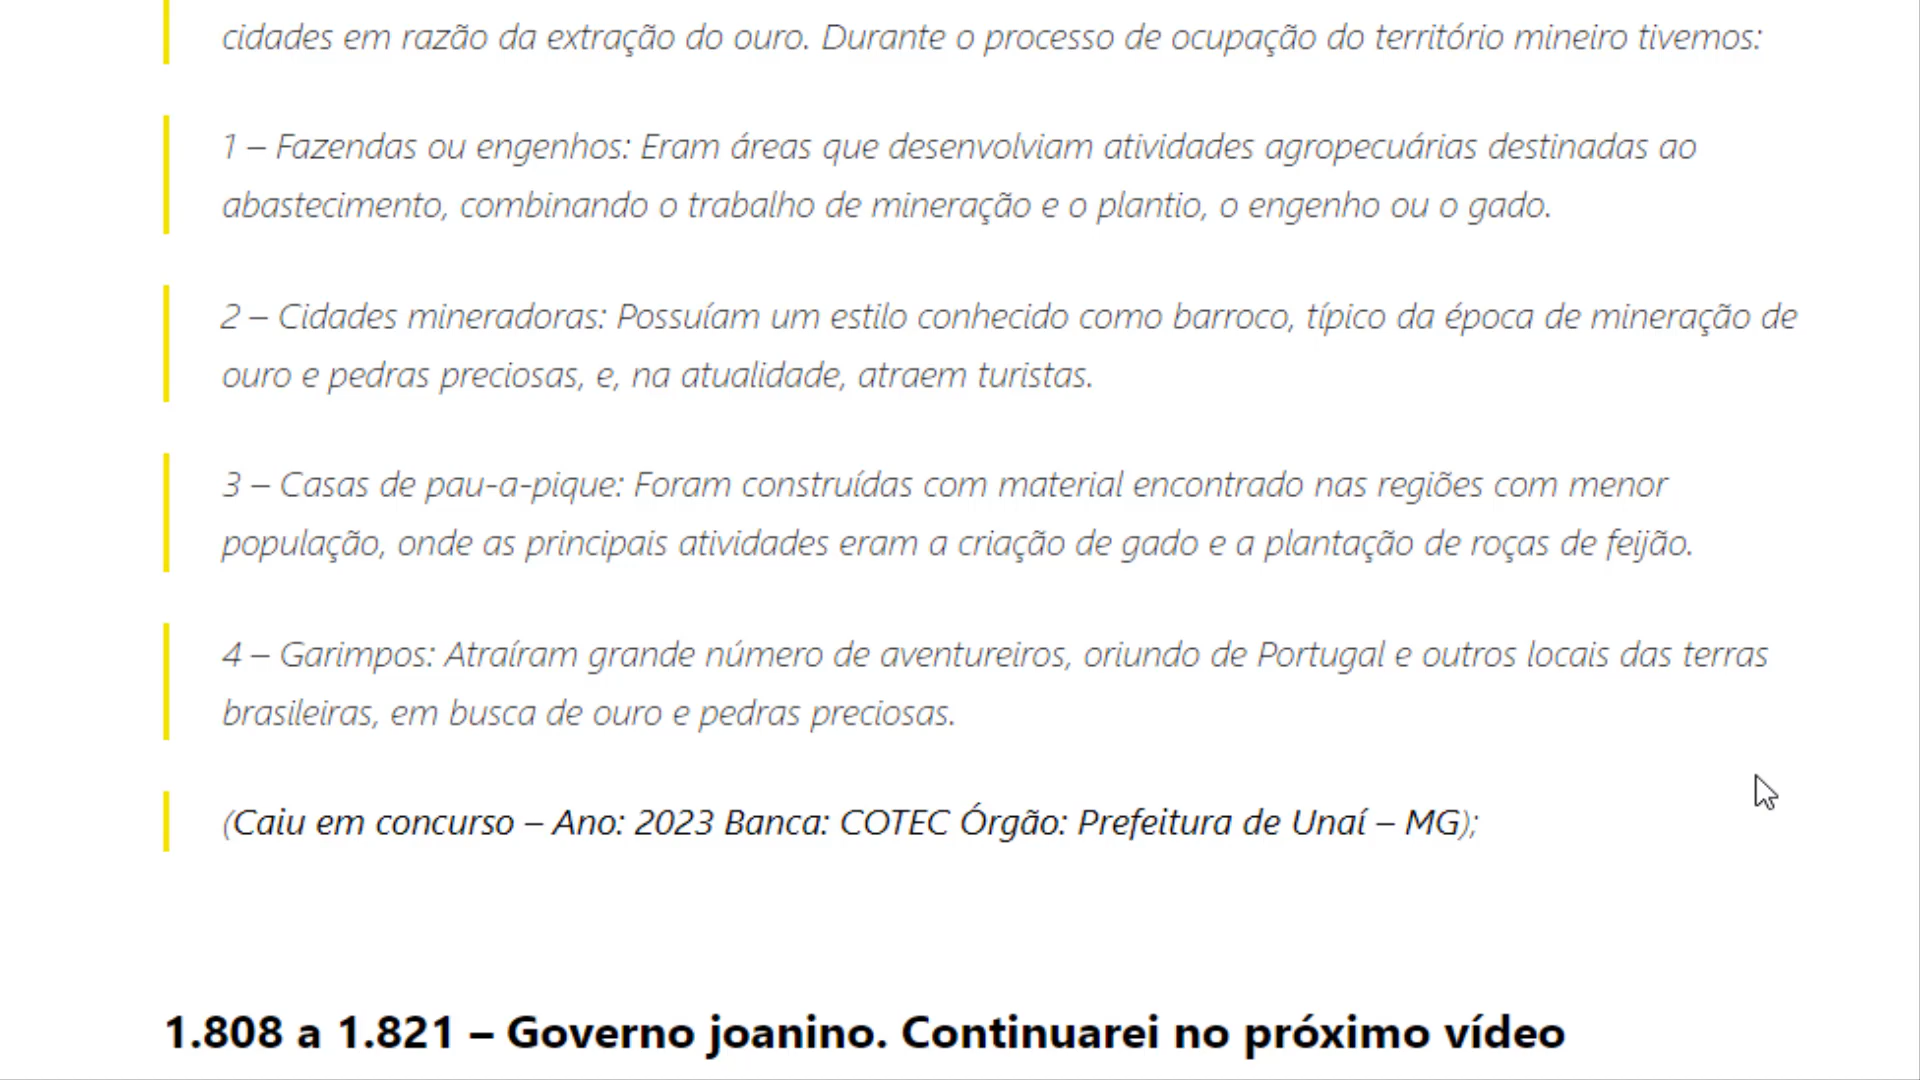 cidades em razão da extração do ouro. Durante o processo de ocupação do território mineiro tivemos:
1 – Fazendas ou engenhos: Eram áreas que desenvolviam atividades agropecuárias destinadas ao
abastecimento, combinando o trabalho de mineração e o plantio, o engenho ou o gado.
2 – Cidades mineradoras: Possuíam um estilo conhecido como barroco, típico da época de mineração de
ouro e pedras preciosas, e, na atualidade, atraem turistas.
3 – Casas de pau-a-pique: Foram construídas com material encontrado nas regiões com menor
população, onde as principais atividades eram a criação de gado e a plantação de roças de feijão.
4 – Garimpos: Atraíram grande número de aventureiros, oriundo de Portugal e outros locais das terras
brasileiras, em busca de ouro e pedras preciosas.
(Caiu em concurso – Ano: 2023 Banca: COTEC Órgão: Prefeitura de Unaí – MG);
1.808 a 1.821 – Governo joanino. Continuarei no próximo vídeo